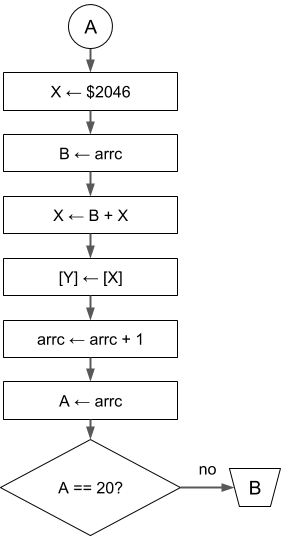 A
X ← $2046
B ← arrc
X ← B + X
[Y] ← [X]
arrc ← arrc + 1
A ← arrc
A == 20?
no
B